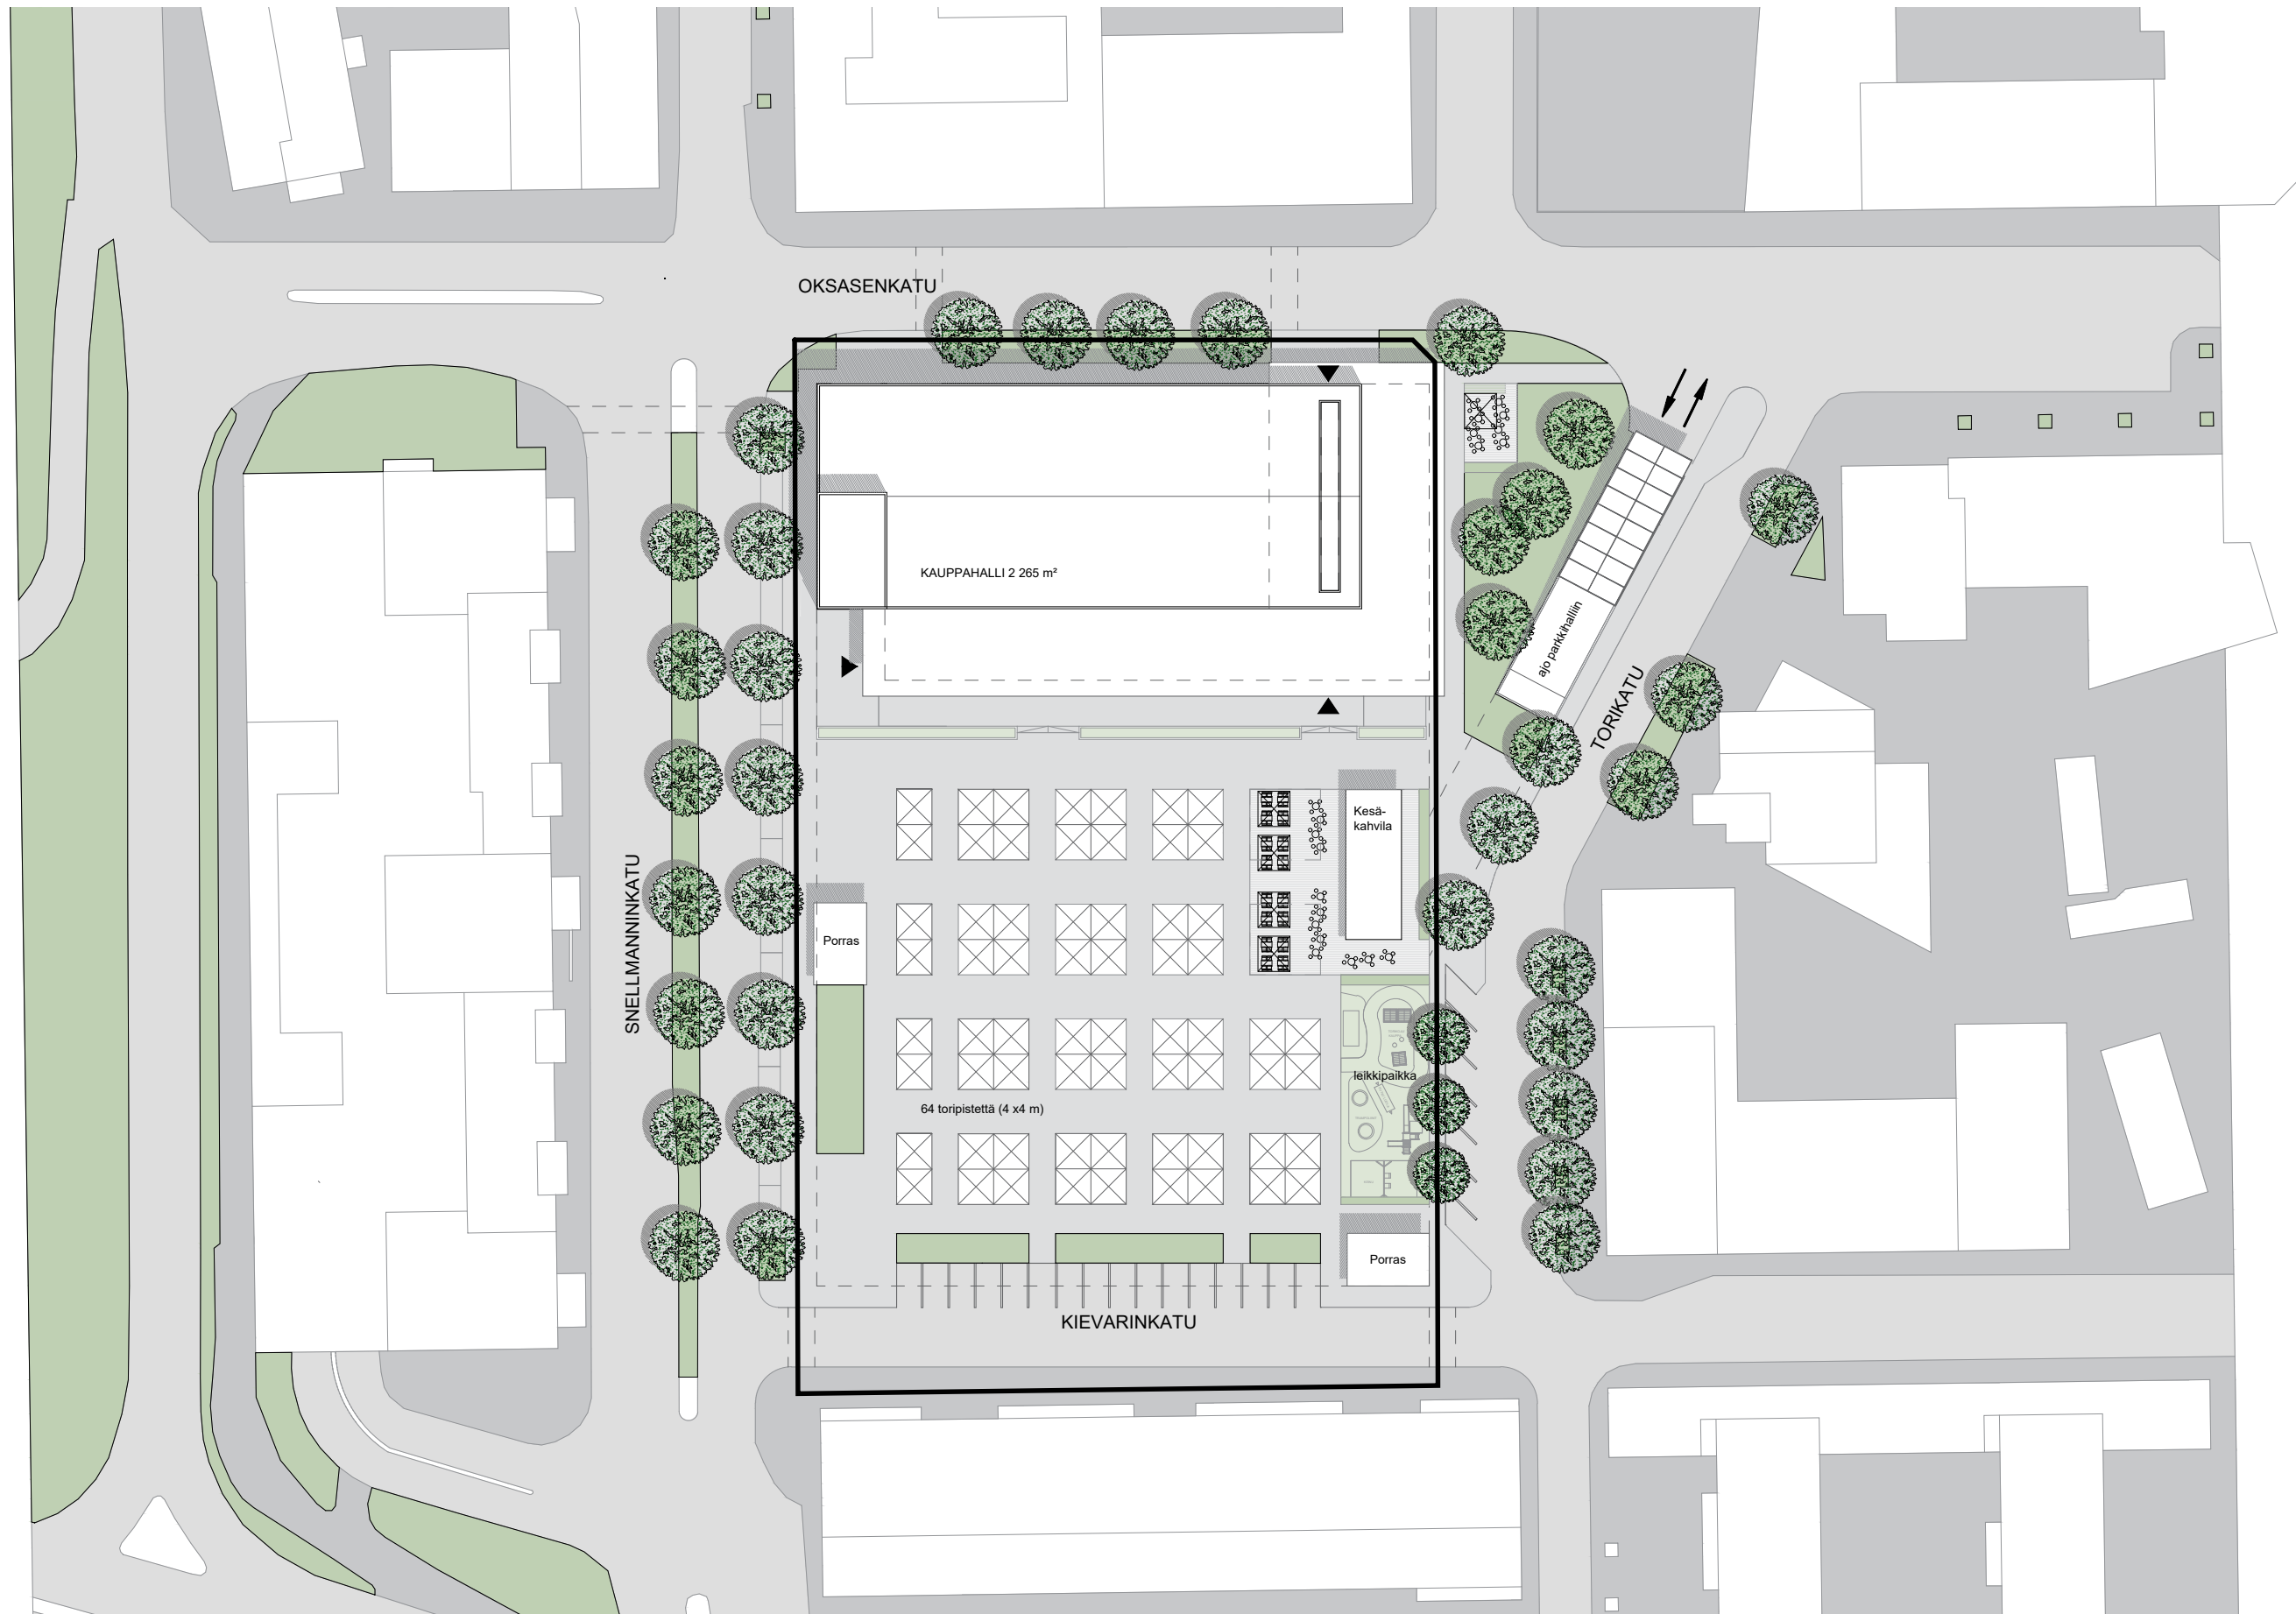 OKSASENKATU
KAUPPAHALLI 2 265 m²
ajo parkkihalliin
TORIKATU
Kesä-
kahvila
SNELLMANNINKATU
Porras
leikkipaikka
64 toripistettä (4 x4 m)
Porras
KIEVARINKATU